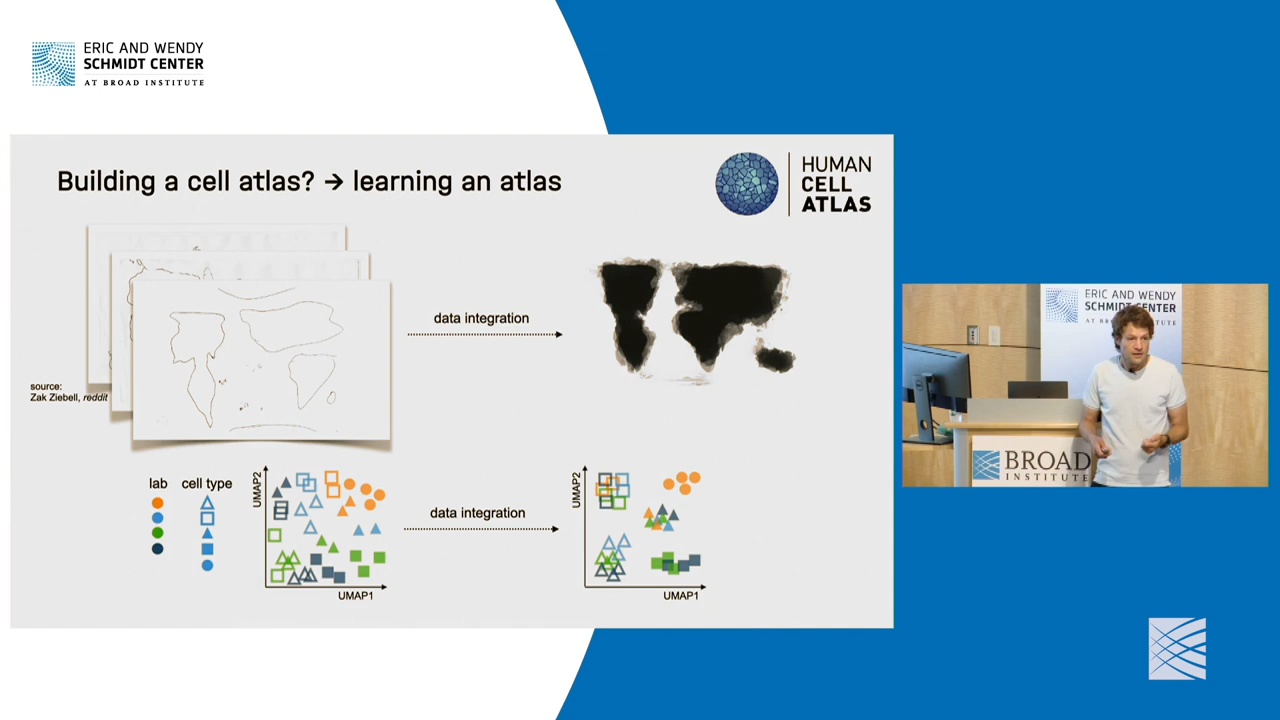 ERIC AND WENDY
SCHMIDT CENTER
AT BROAD INSTITUTE
Building a cell atlas? → learning an atlas
HUMAN
CELL
ATLAS
data integration
source:
Zak Ziebell, reddit
lab
cell type
UMAP2
UMAP1
data integration
UMAP2
UMAP1
ERIC AND WENDY
SCHMIDT CENTER
BROAD
INSTITUTE